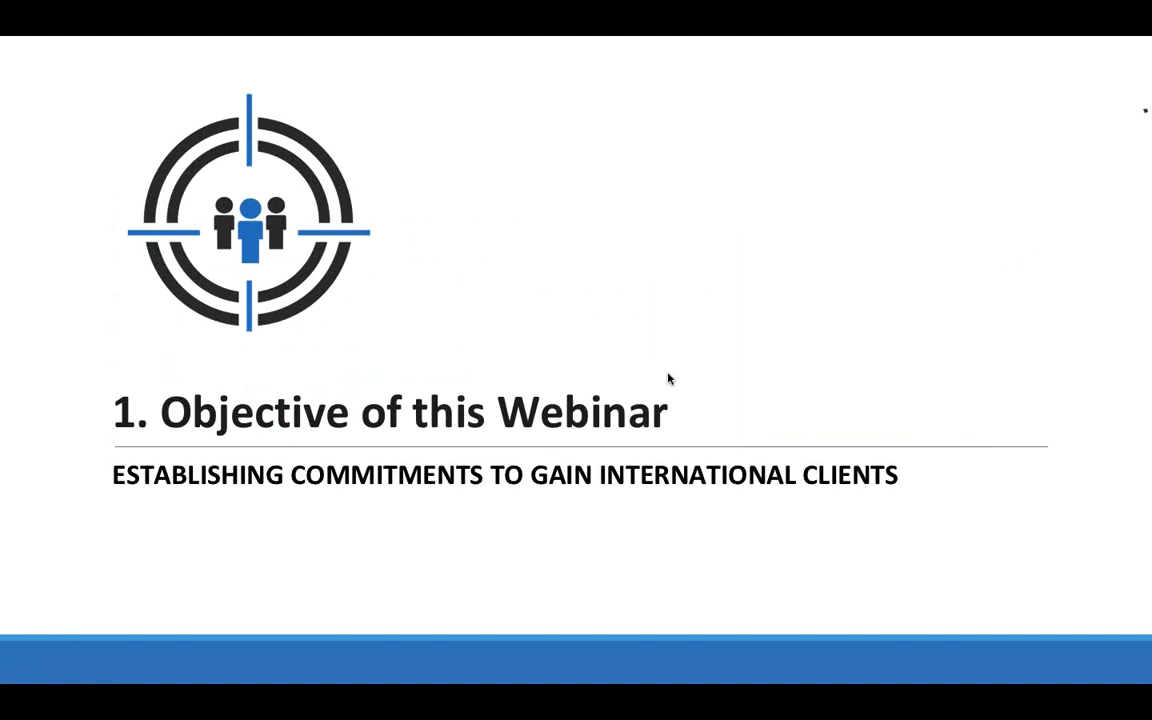 1. Objective of this Webinar
ESTABLISHING COMMITMENTS TO GAIN INTERNATIONAL CLIENTS